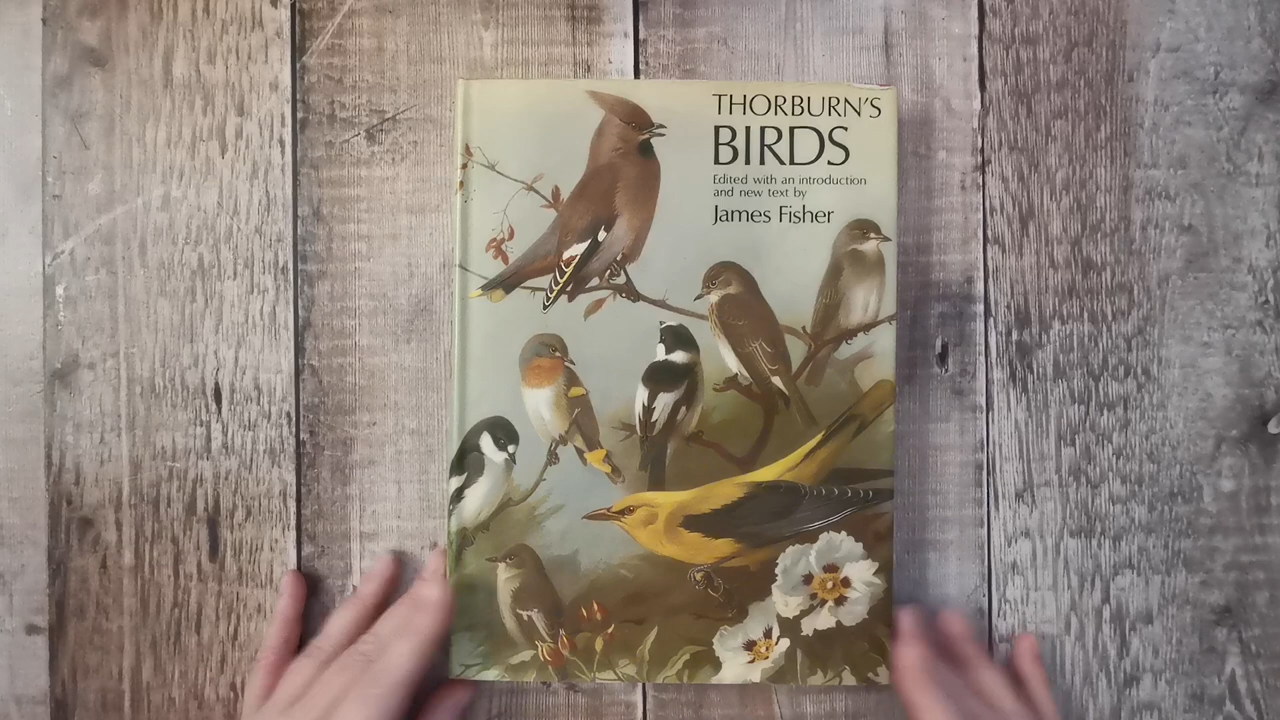 THORBURN'S
BIRDS
Edited with an introduction
and new text by
James Fisher